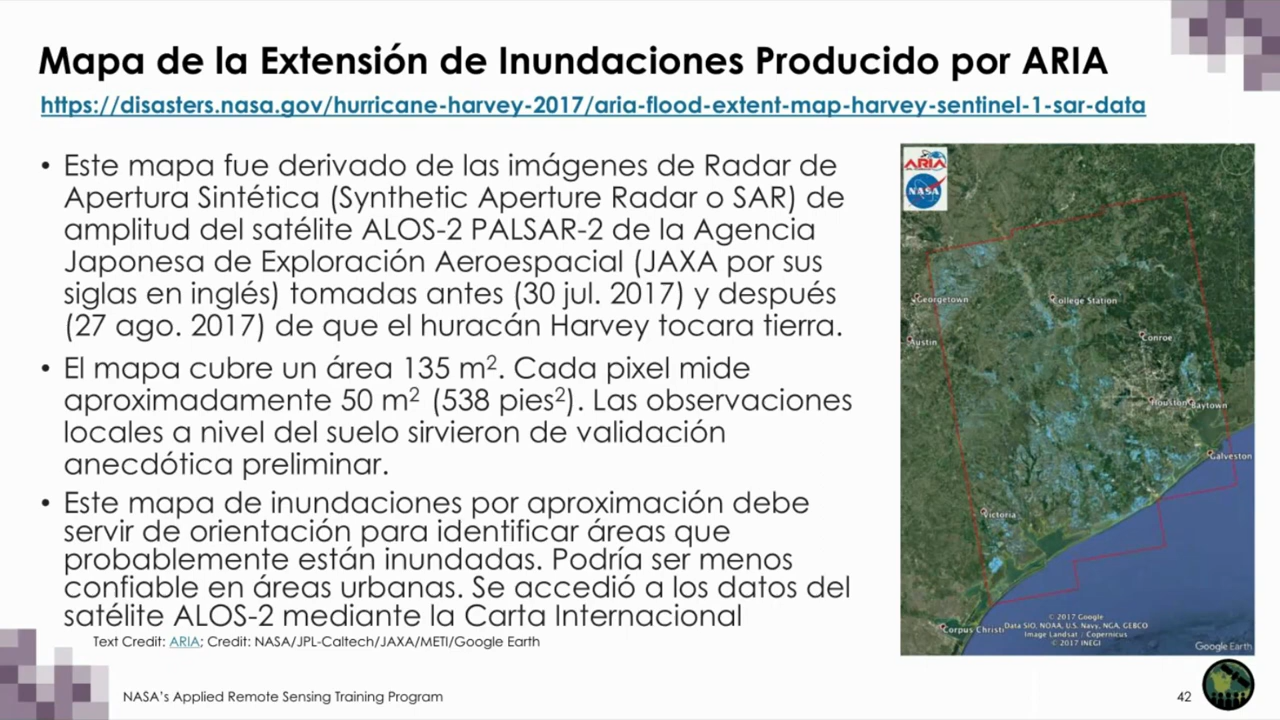 Mapa de la Extensión de Inundaciones Producido por ARIA
https://disasters.nasa.gov/hurricane-harvey-2017/aria-flood-extent-map-harvey-sentinel-1-sar-data
• Este mapa fue derivado de las imágenes de Radar de
Apertura Sintética (Synthetic Aperture Radar o SAR) de
amplitud del satélite ALOS-2 PALSAR-2 de la Agencia
Japonesa de Exploración Aeroespacial (JAXA por sus
siglas en inglés) tomadas antes (30 jul. 2017) y después
(27 ago. 2017) de que el huracán Harvey tocara tierra.
• El mapa cubre un área 135 m². Cada pixel mide
aproximadamente 50 m² (538 pies²). Las observaciones
locales a nivel del suelo sirvieron de validación
anecdótica preliminar.
• Este mapa de inundaciones por aproximación debe
servir de orientación para identificar áreas que
probablemente están inundadas. Podría ser menos
confiable en áreas urbanas. Se accedió a los datos del
satélite ALOS-2 mediante la Carta Internacional
Text Credit: ARIA; Credit: NASA/JPL-Caltech/JAXA/METI/Google Earth
ARIA
NASA
Georgetown
College Station
Austin
Conroe
Houston
Baytown
Galveston
Victoria
Corpus Christi
© 2017 Google
Data SIO, NOAA, U.S. Navy, NGA, GEBCO
Image Landsat / Copernicus
© 2017 INEGI
Google Earth
NASA's Applied Remote Sensing Training Program
42